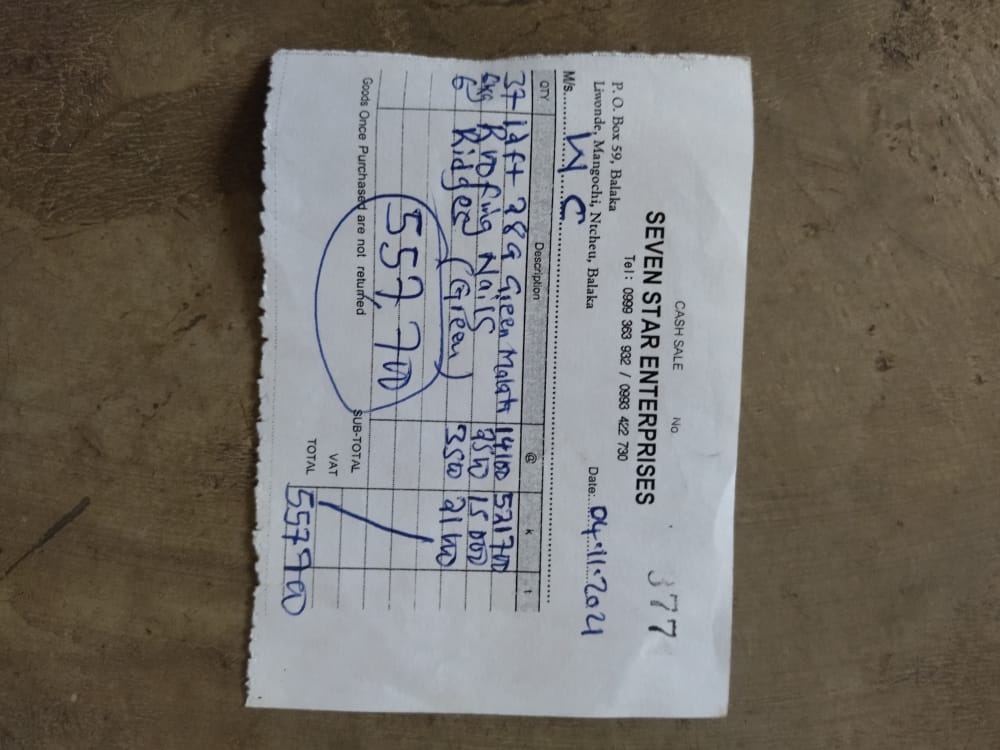 CASH SALE No. 377
SEVEN STAR ENTERPRISES
Tel: 0999 363 932 / 0993 422 730
P. O. Box 59, Balaka
Liwonde, Mangochi, Ntcheu, Balaka
Date: 04.11.2021
M/s. W C
QTY Description @ K t
37 12ft 28G Green Malata 14100 521700
6kg Roofing Nails 2500 15000
6 Ridges (Green) 3500 21000
557,700
Goods Once Purchased are not returned
SUB-TOTAL
VAT
TOTAL 557700